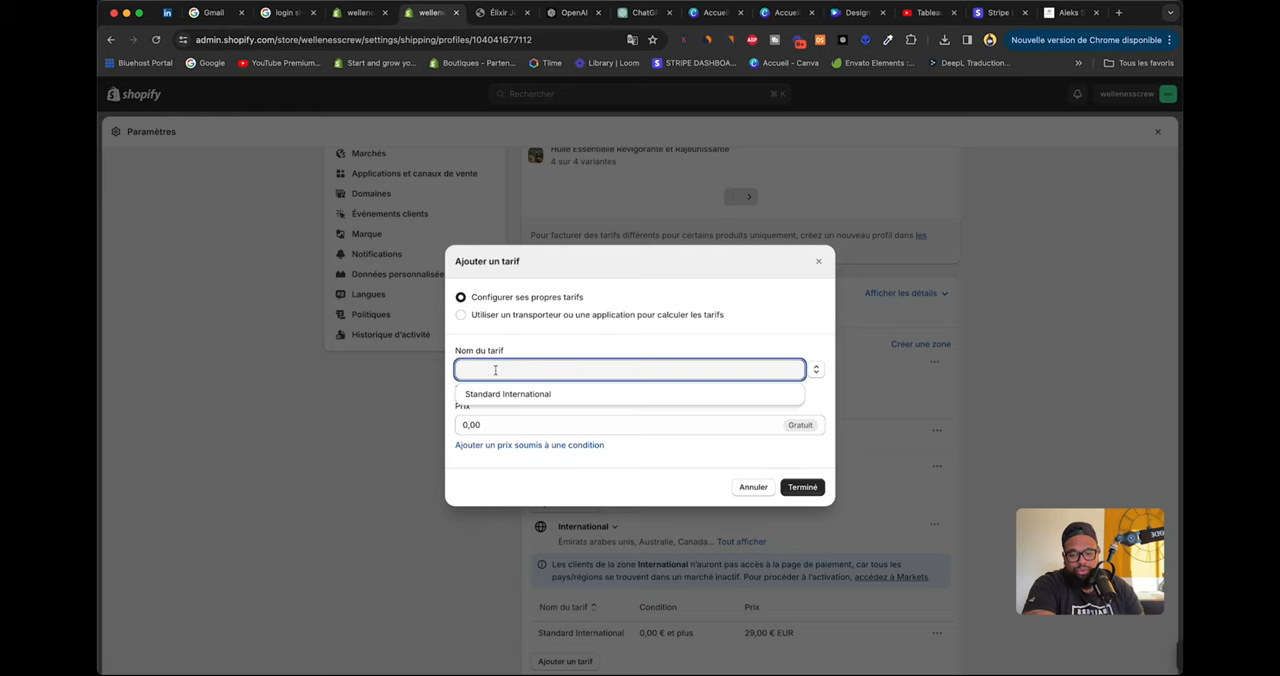 Gmail
login sh
wellene
wellen
Élixir Je
OpenAI
ChatGP
Accueil
Accueil
Design
Tableau
Stripe
Aleks S
admin.shopify.com/store/wellenesscrew/settings/shipping/profiles/104041677112
Nouvelle version de Chrome disponible
Bluehost Portal
Google
YouTube Premium...
Start and grow yo...
Boutiques - Parten...
Tilme
Library | Loom
STRIPE DASHBOA...
Accueil - Canva
Envato Elements :...
DeepL Traduction...
Tous les favoris
shopify
Rechercher
⌘ K
wellenesscrew
Paramètres
Marchés
Applications et canaux de vente
Domaines
Événements clients
Marque
Notifications
Données personnalisée
Langues
Politiques
Historique d'activité
Huile Essentielle Revigorante et Rajeunissante
4 sur 4 variantes
Pour facturer des tarifs différents pour certains produits uniquement, créez un nouveau profil dans les
Afficher les détails
Créer une zone
Ajouter un tarif
Configurer ses propres tarifs
Utiliser un transporteur ou une application pour calculer les tarifs
Nom du tarif
Standard International
Prix
0,00
Gratuit
Ajouter un prix soumis à une condition
Annuler
Terminé
International
Émirats arabes unis, Australie, Canada... Tout afficher
Les clients de la zone International n'auront pas accès à la page de paiement, car tous les
pays/régions se trouvent dans un marché inactif. Pour procéder à l'activation, accédez à Markets.
Nom du tarif
Condition
Prix
Standard International
0,00 € et plus
29,00 € EUR
Ajouter un tarif